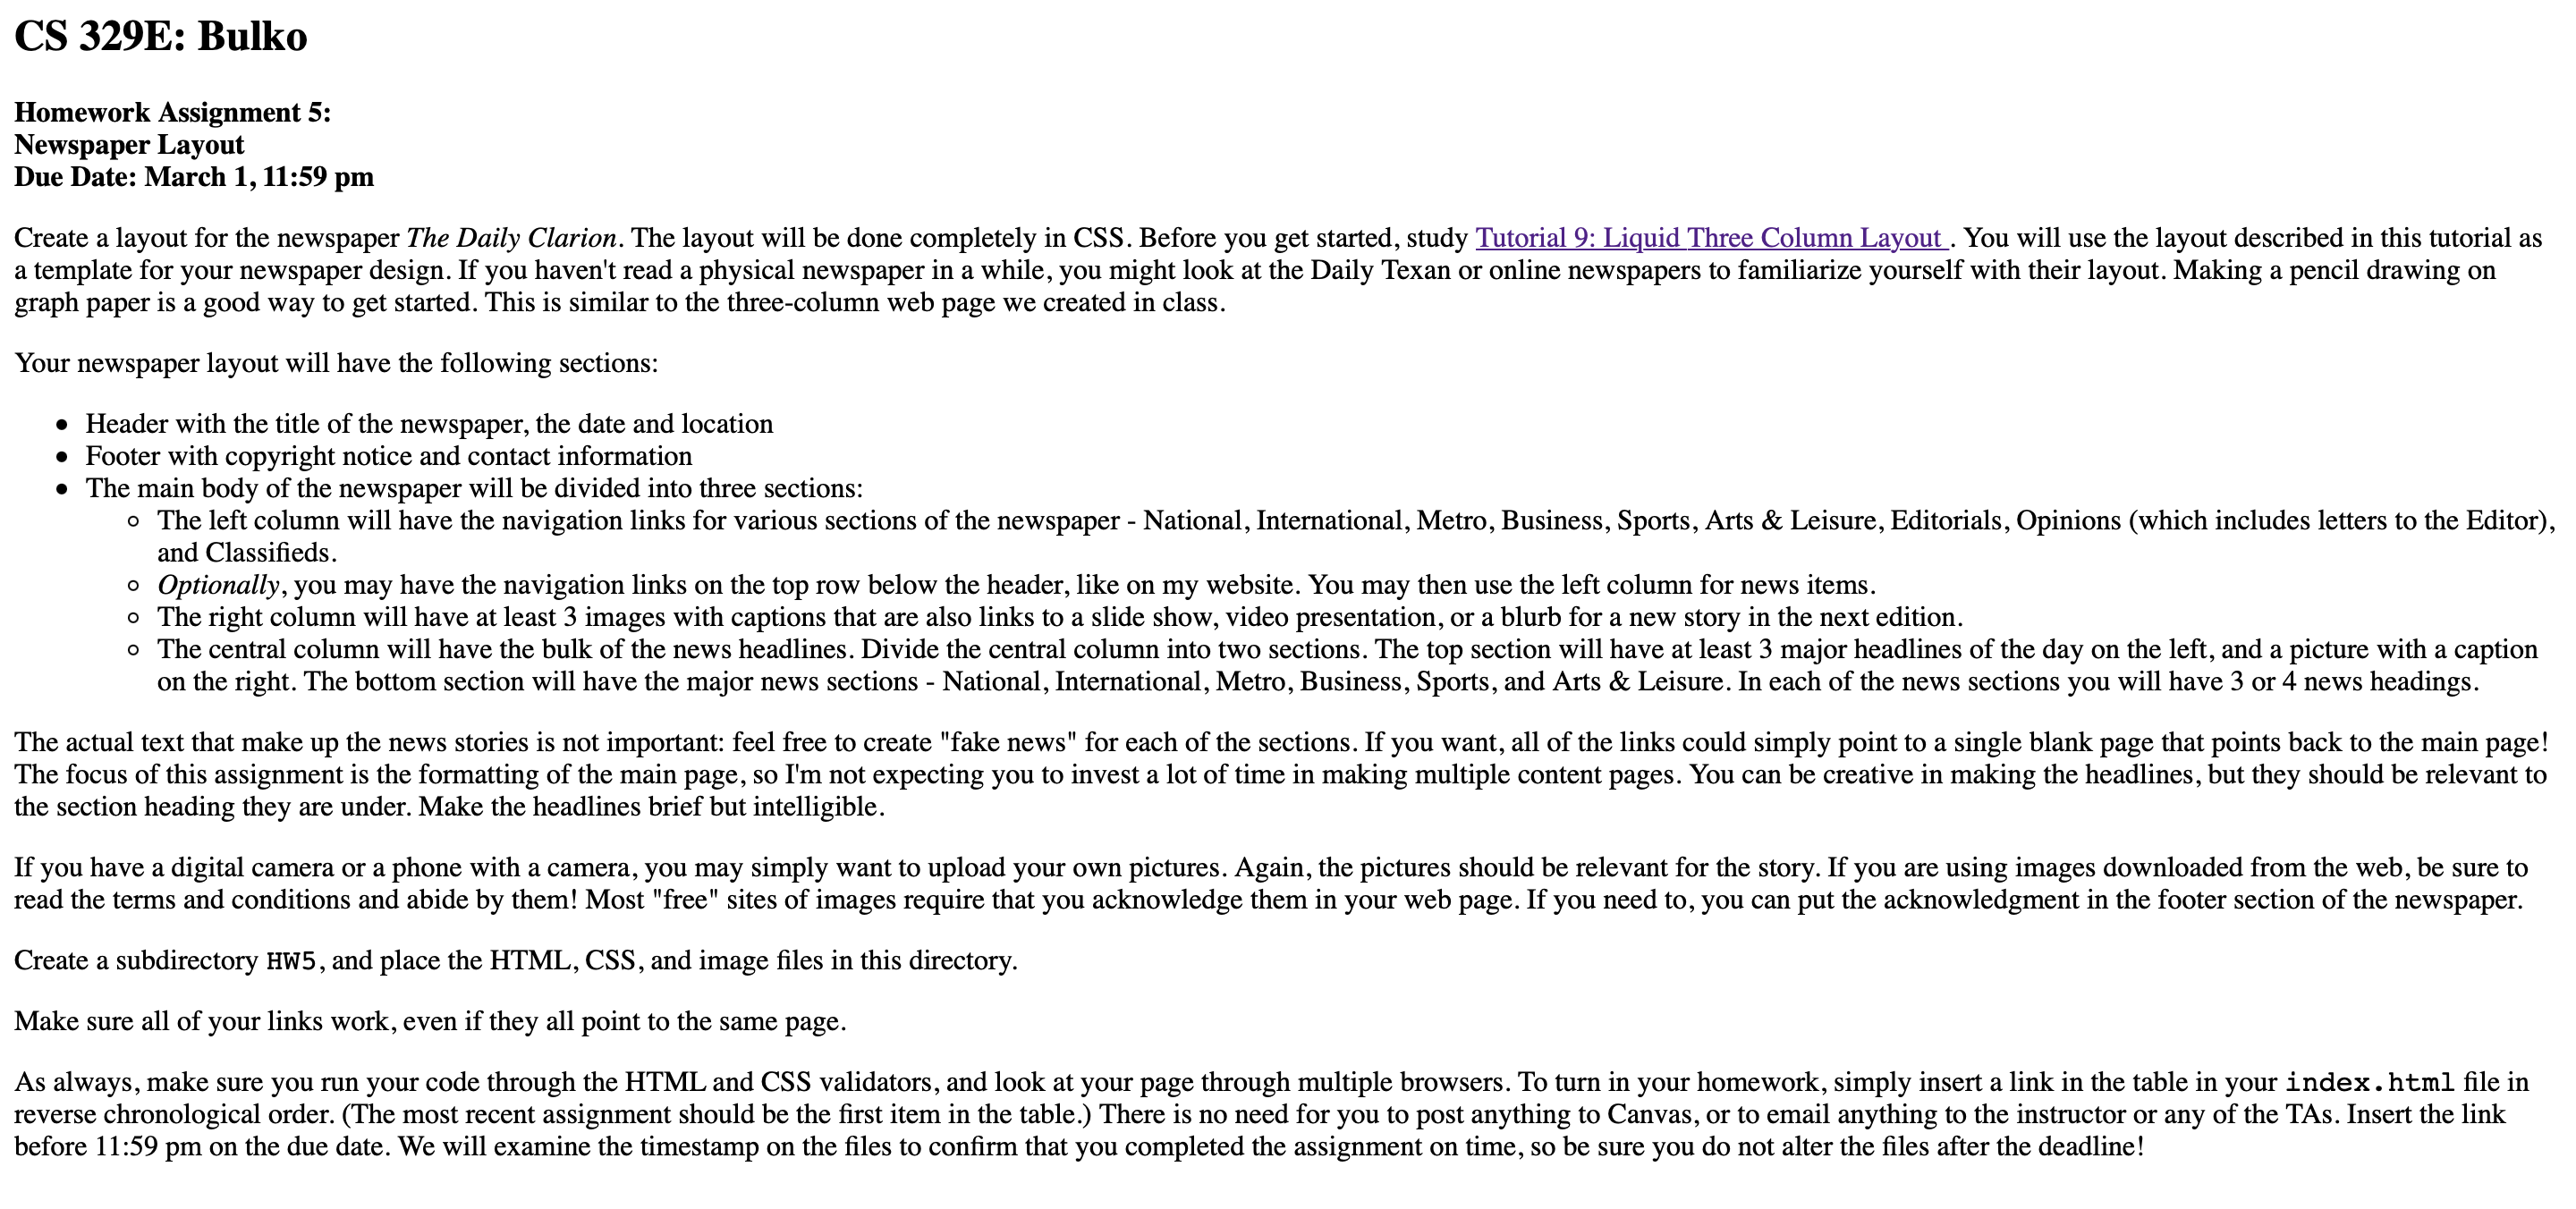 CS 329E: Bulko
Homework Assignment 5:
Newspaper Layout
Due Date: March 1, 11:59 pm
Create a layout for the newspaper The Daily Clarion. The layout will be done completely in CSS. Before you get started, study Tutorial 9: Liquid Three Column Layout . You will use the layout described in this tutorial as
a template for your newspaper design. If you haven't read a physical newspaper in a while, you might look at the Daily Texan or online newspapers to familiarize yourself with their layout. Making a pencil drawing on
graph paper is a good way to get started. This is similar to the three-column web page we created in class.
Your newspaper layout will have the following sections:
• Header with the title of the newspaper, the date and location
• Footer with copyright notice and contact information
• The main body of the newspaper will be divided into three sections:
◦ The left column will have the navigation links for various sections of the newspaper - National, International, Metro, Business, Sports, Arts & Leisure, Editorials, Opinions (which includes letters to the Editor),
and Classifieds.
◦ Optionally, you may have the navigation links on the top row below the header, like on my website. You may then use the left column for news items.
◦ The right column will have at least 3 images with captions that are also links to a slide show, video presentation, or a blurb for a new story in the next edition.
◦ The central column will have the bulk of the news headlines. Divide the central column into two sections. The top section will have at least 3 major headlines of the day on the left, and a picture with a caption
on the right. The bottom section will have the major news sections - National, International, Metro, Business, Sports, and Arts & Leisure. In each of the news sections you will have 3 or 4 news headings.
The actual text that make up the news stories is not important: feel free to create "fake news" for each of the sections. If you want, all of the links could simply point to a single blank page that points back to the main page!
The focus of this assignment is the formatting of the main page, so I'm not expecting you to invest a lot of time in making multiple content pages. You can be creative in making the headlines, but they should be relevant to
the section heading they are under. Make the headlines brief but intelligible.
If you have a digital camera or a phone with a camera, you may simply want to upload your own pictures. Again, the pictures should be relevant for the story. If you are using images downloaded from the web, be sure to
read the terms and conditions and abide by them! Most "free" sites of images require that you acknowledge them in your web page. If you need to, you can put the acknowledgment in the footer section of the newspaper.
Create a subdirectory HW5, and place the HTML, CSS, and image files in this directory.
Make sure all of your links work, even if they all point to the same page.
As always, make sure you run your code through the HTML and CSS validators, and look at your page through multiple browsers. To turn in your homework, simply insert a link in the table in your index.html file in
reverse chronological order. (The most recent assignment should be the first item in the table.) There is no need for you to post anything to Canvas, or to email anything to the instructor or any of the TAs. Insert the link
before 11:59 pm on the due date. We will examine the timestamp on the files to confirm that you completed the assignment on time, so be sure you do not alter the files after the deadline!